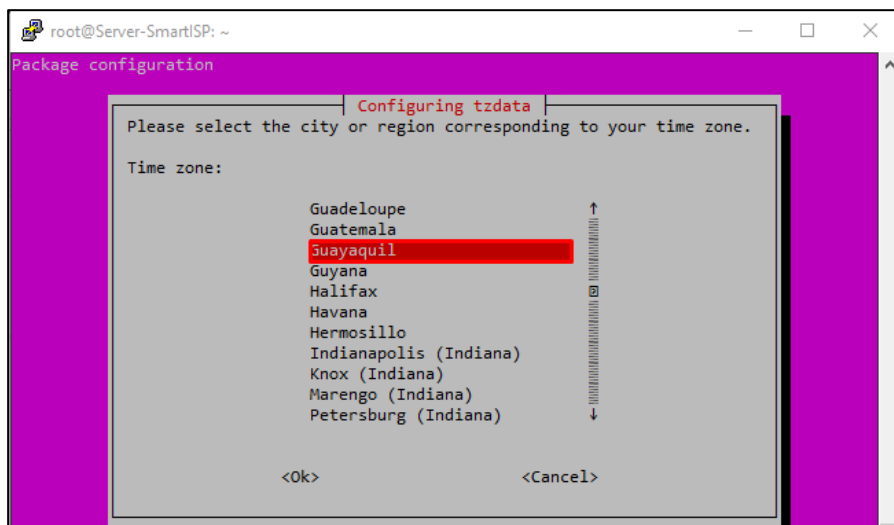 root@Server-SmartISP: ~
Package configuration
Configuring tzdata
Please select the city or region corresponding to your time zone.
Time zone:
Guadeloupe
Guatemala
Guayaquil
Guyana
Halifax
Havana
Hermosillo
Indianapolis (Indiana)
Knox (Indiana)
Marengo (Indiana)
Petersburg (Indiana)
<Ok> <Cancel>